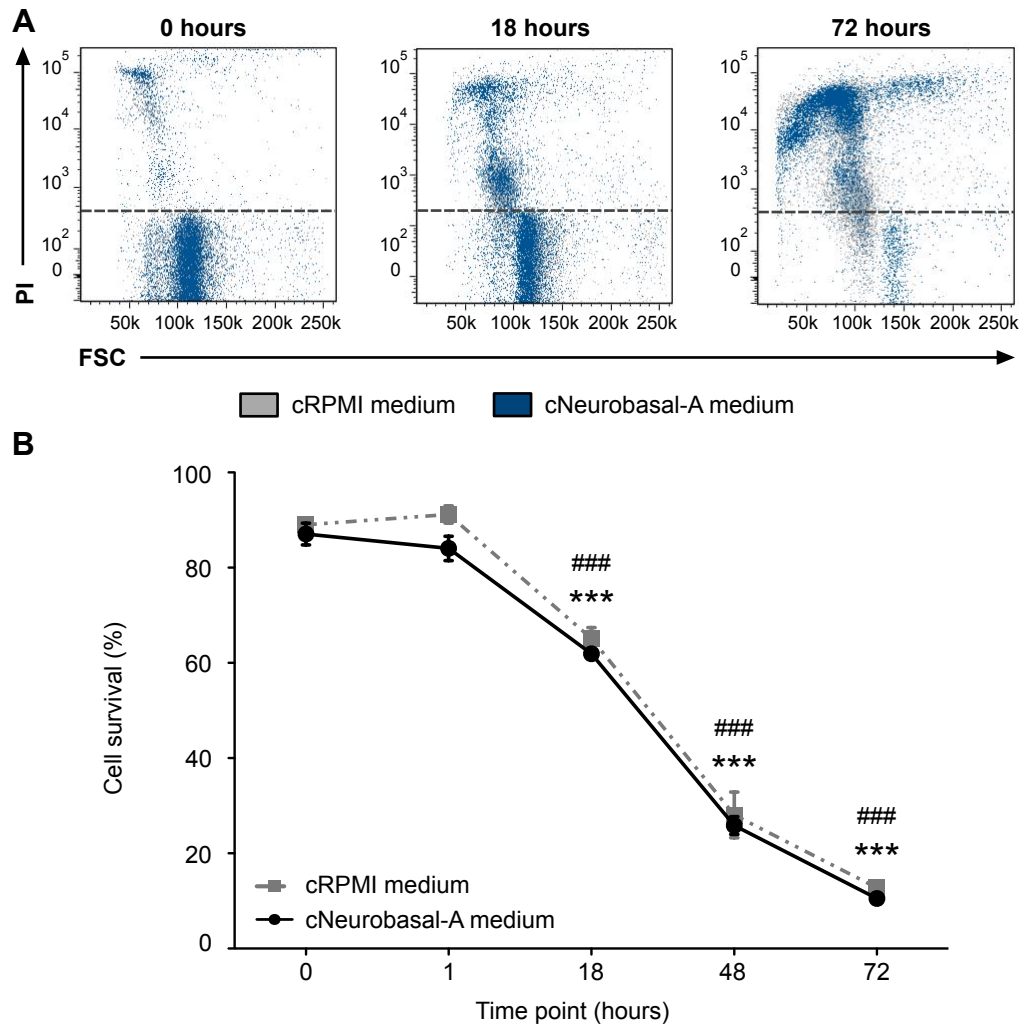 A
0 hours
18 hours
72 hours
PI
10^5
10^4
10^3
10^2
0
50k 100k 150k 200k 250k
10^5
10^4
10^3
10^2
0
50k 100k 150k 200k 250k
10^5
10^4
10^3
10^2
0
50k 100k 150k 200k 250k
FSC
cRPMI medium
cNeurobasal-A medium
B
Cell survival (%)
100
80
60
40
20
0
###
***
###
***
###
***
cRPMI medium
cNeurobasal-A medium
0 1 18 48 72
Time point (hours)